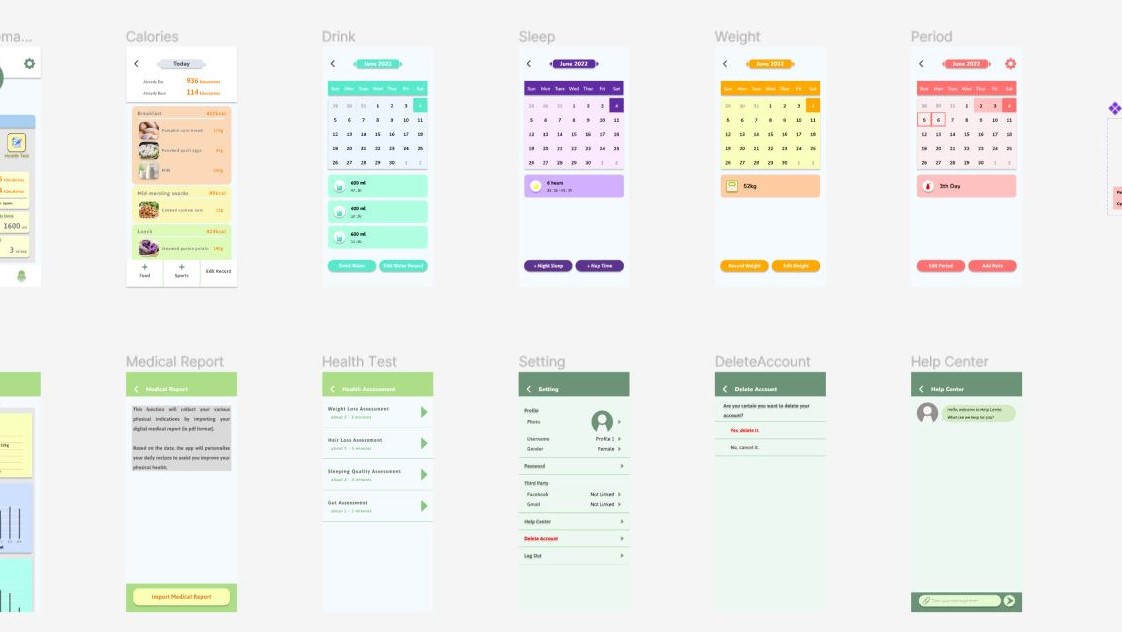 Calories
Drink
Sleep
Weight
Period
Today
Already Eat 936 kilocalories
Already Burn 114 kilocalories
Breakfast
Pumpkin corn bread
Poached quail eggs
Milk
Mid-morning snacks
Lunch
Steamed purple potato
Food
Sports
Edit Record
June 2022
Sun Mon Tues Wed Thur Fri Sat
29 30 31 1 2 3 4
5 6 7 8 9 10 11
12 13 14 15 16 17 18
19 20 21 22 23 24 25
26 27 28 29 30 1 2
600 ml
400 ml
600 ml
Drink Water
Edit Water Record
June 2022
Sun Mon Tues Wed Thur Fri Sat
29 30 31 1 2 3 4
5 6 7 8 9 10 11
12 13 14 15 16 17 18
19 20 21 22 23 24 25
26 27 28 29 30 1 2
6 hours
+ Night Sleep
+ Nap Time
June 2022
Sun Mon Tues Wed Thur Fri Sat
29 30 31 1 2 3 4
5 6 7 8 9 10 11
12 13 14 15 16 17 18
19 20 21 22 23 24 25
26 27 28 29 30 1 2
52kg
Record Weight
Edit Weight
June 2022
Sun Mon Tues Wed Thur Fri Sat
29 30 31 1 2 3 4
5 6 7 8 9 10 11
12 13 14 15 16 17 18
19 20 21 22 23 24 25
26 27 28 29 30 1 2
3th Day
Edit Period
Add Note
Health Test
1600
3
Medical Report
Health Test
Setting
DeleteAccount
Help Center
Medical Report
This function will collect your various
physical indications by importing your
digital medical report (in pdf format).
Based on the data, the app will personalise
your daily recipes to assist you improve your
physical health.
Import Medical Report
Health Assessment
Weight Loss Assessment
Hair Loss Assessment
Sleeping Quality Assessment
Gut Assessment
Setting
Profile
Photo
Username Profile 1
Gender Female
Password
Third Party
Facebook Not Linked
Gmail Not Linked
Help Center
Delete Account
Log Out
Delete Account
Are you certain you want to delete your
account?
Yes, delete it.
No, cancel it.
Help Center
Hello, welcome to Help Center
What can we help for you?